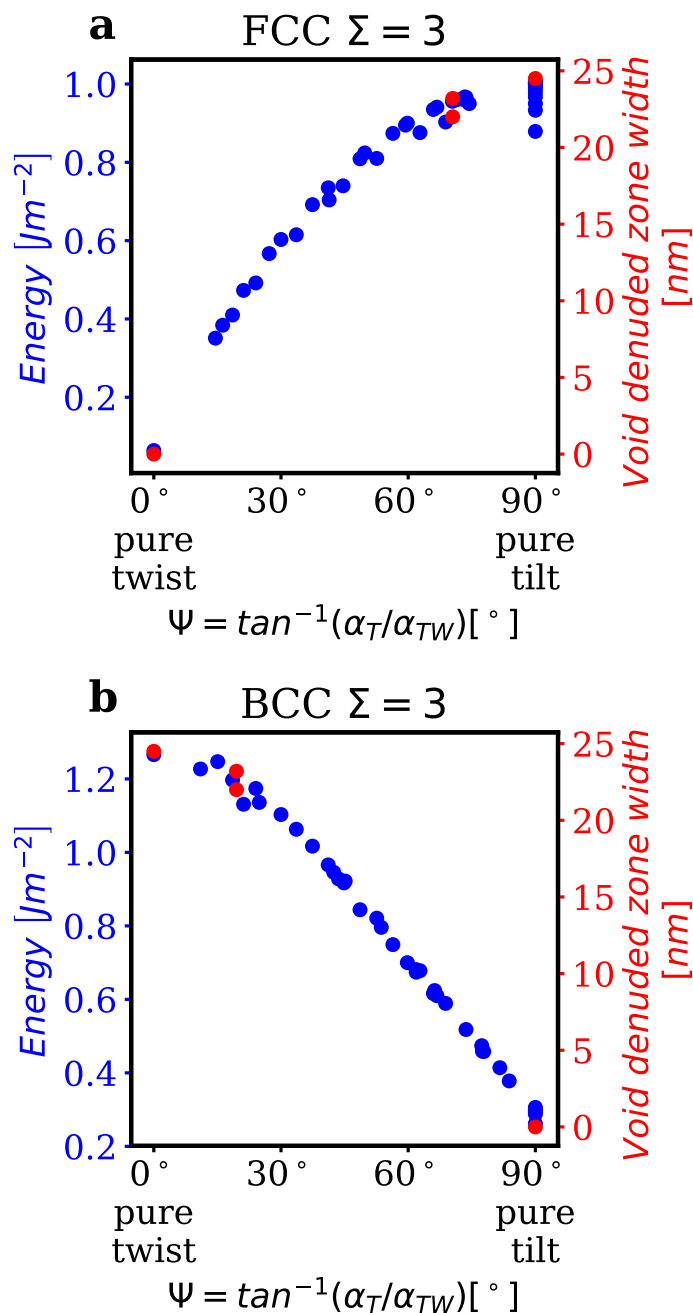 a
FCC Σ = 3
Energy [Jm⁻²]
1.0
0.8
0.6
0.4
0.2
25
20
15
10
5
0
Void denuded zone width
[nm]
0° 30° 60° 90°
pure pure
twist tilt
Ψ = tan⁻¹(α_T/α_TW)[°]
b
BCC Σ = 3
Energy [Jm⁻²]
1.2
1.0
0.8
0.6
0.4
0.2
25
20
15
10
5
0
Void denuded zone width
[nm]
0° 30° 60° 90°
pure pure
twist tilt
Ψ = tan⁻¹(α_T/α_TW)[°]